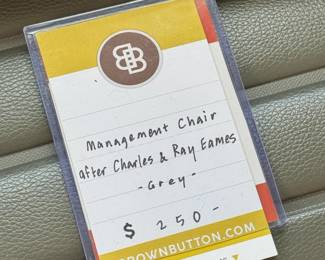 Management Chair
after Charles & Ray Eames
- Grey -
$ 250 -
BROWNBUTTON.COM